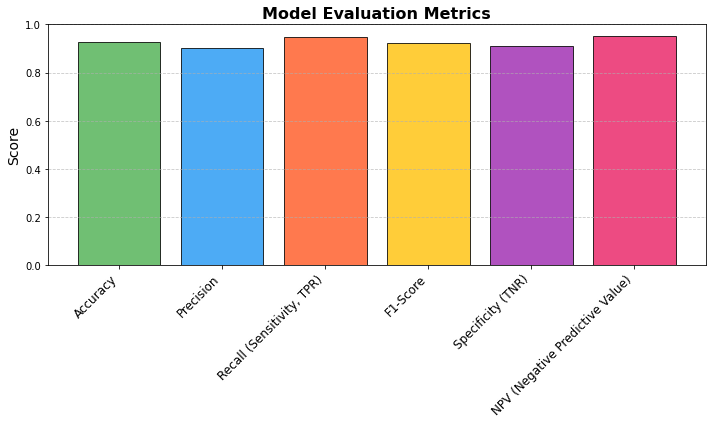 Model Evaluation Metrics
Score
1.0
0.8
0.6
0.4
0.2
0.0
Accuracy
Precision
Recall (Sensitivity, TPR)
F1-Score
Specificity (TNR)
NPV (Negative Predictive Value)